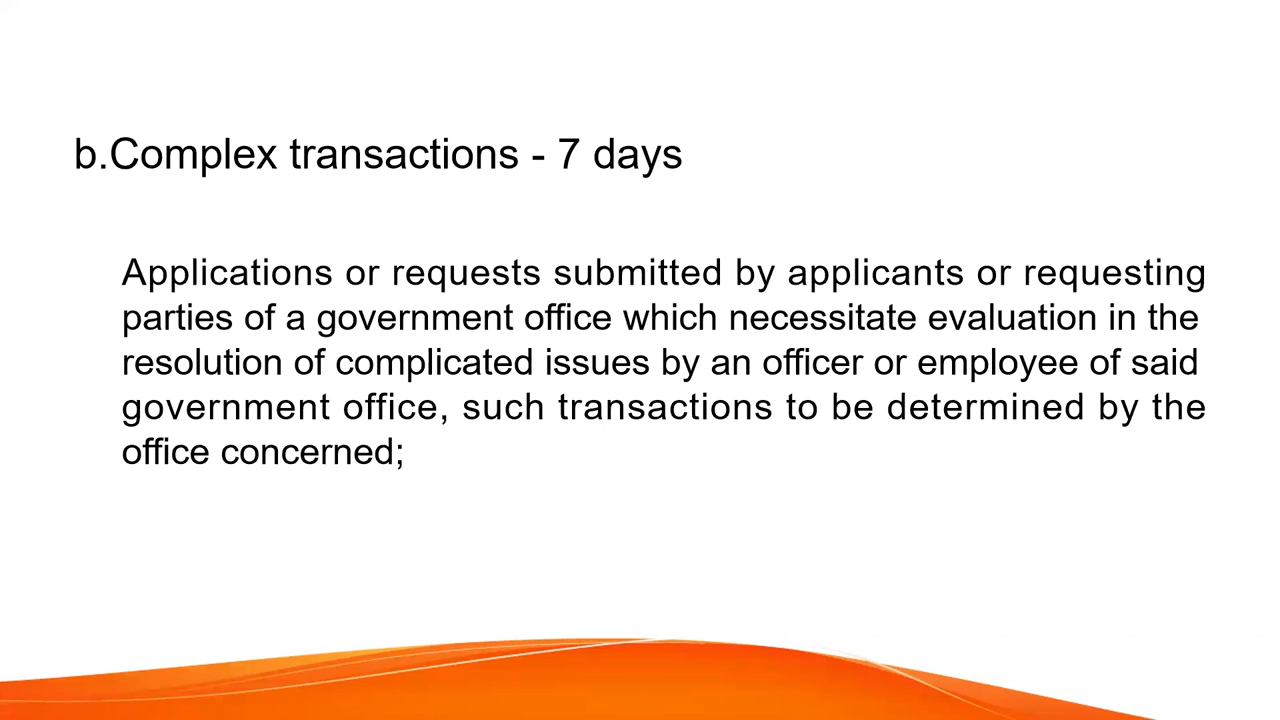 b.Complex transactions - 7 days
Applications or requests submitted by applicants or requesting
parties of a government office which necessitate evaluation in the
resolution of complicated issues by an officer or employee of said
government office, such transactions to be determined by the
office concerned;